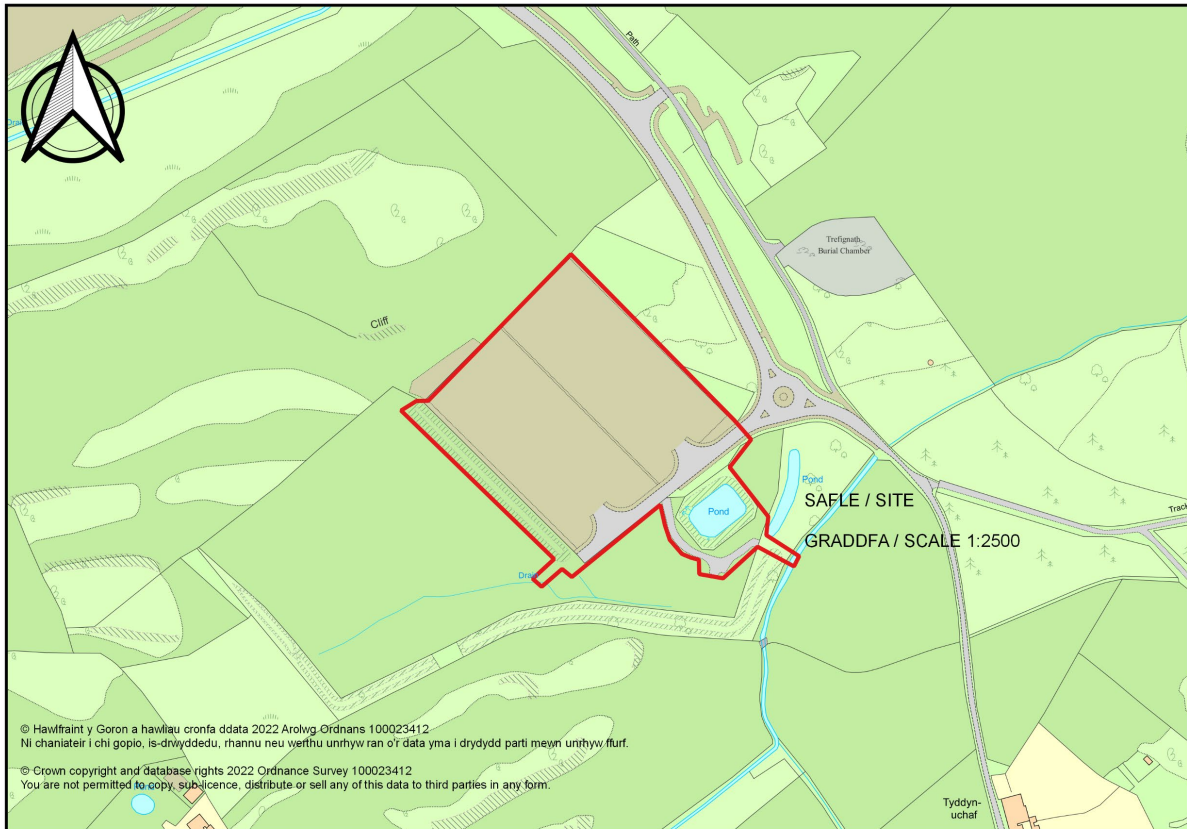 Path
Drain
Trefignath
Burial Chamber
Cliff
Pond
Pond
SAFLE / SITE
GRADDFA / SCALE 1:2500
Track
Drain
© Hawlfraint y Goron a hawliau cronfa ddata 2022 Arolwg Ordnans 100023412
Ni chaniateir i chi gopio, is-drwyddedu, rhannu neu werthu unrhyw ran o'r data yma i drydydd parti mewn unrhyw ffurf.
© Crown copyright and database rights 2022 Ordnance Survey 100023412
You are not permitted to copy, sub-licence, distribute or sell any of this data to third parties in any form.
Pond
Tyddyn-
uchaf